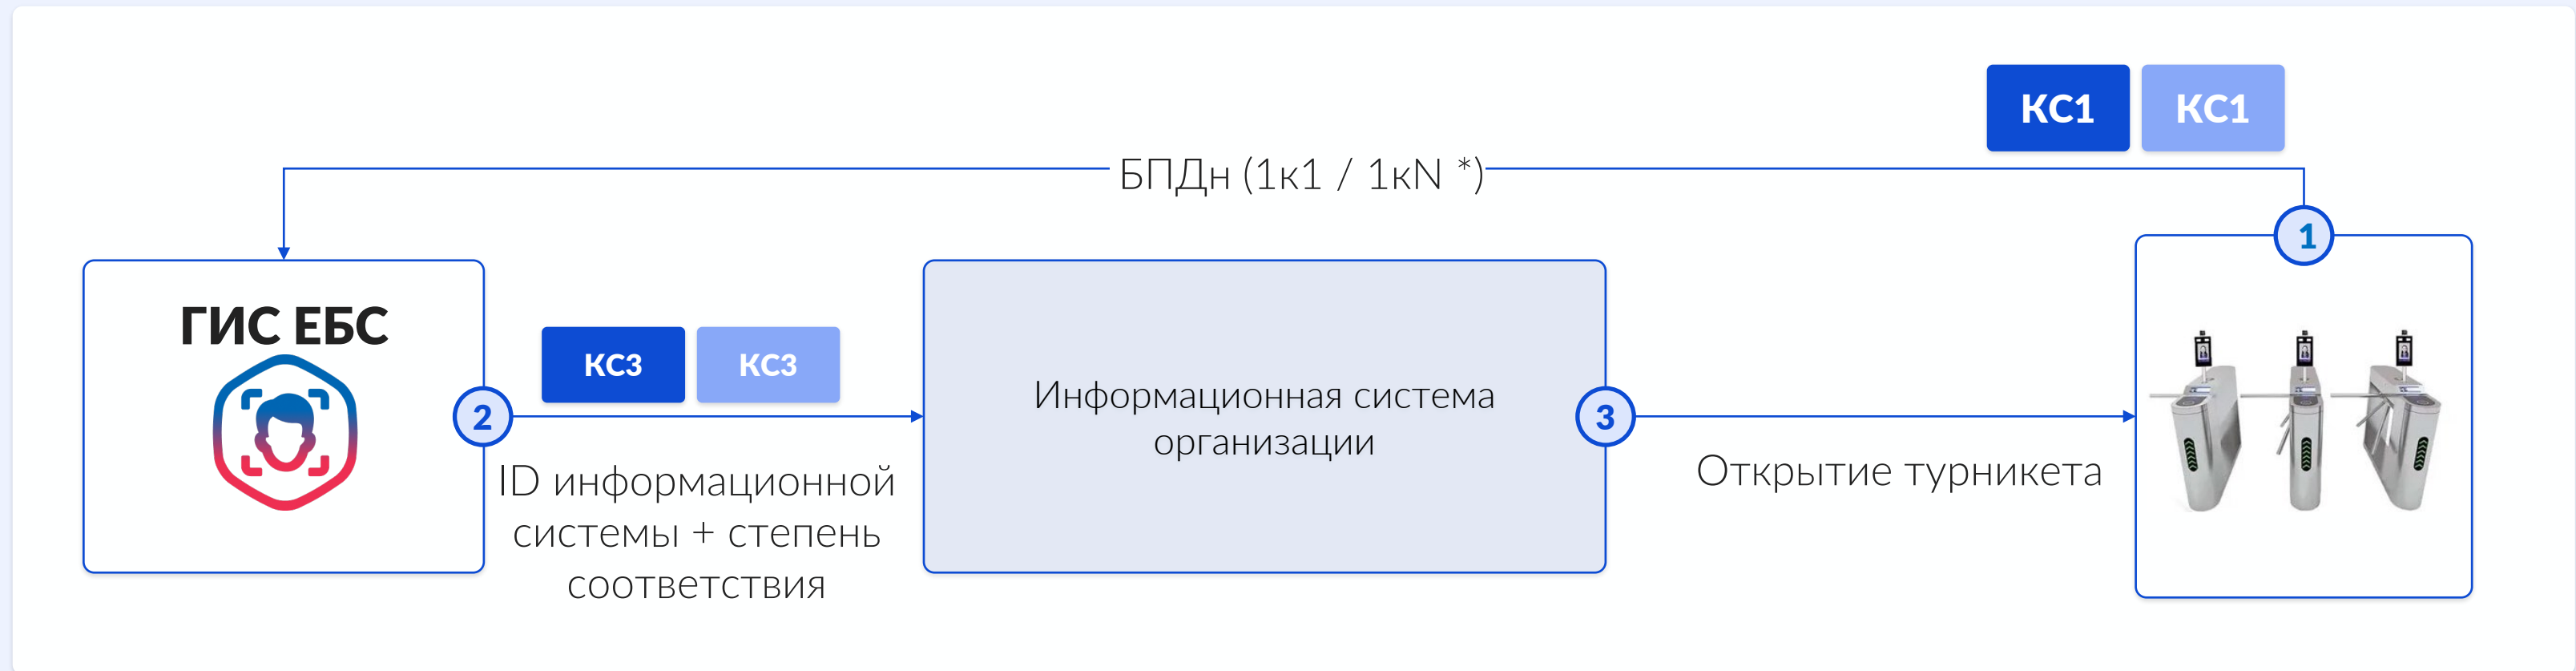 КС1 КС1
БПДн (1к1 / 1кN *)
1
ГИС ЕБС
КС3 КС3
2
ID информационной
системы + степень
соответствия
Информационная система
организации
3
Открытие турникета